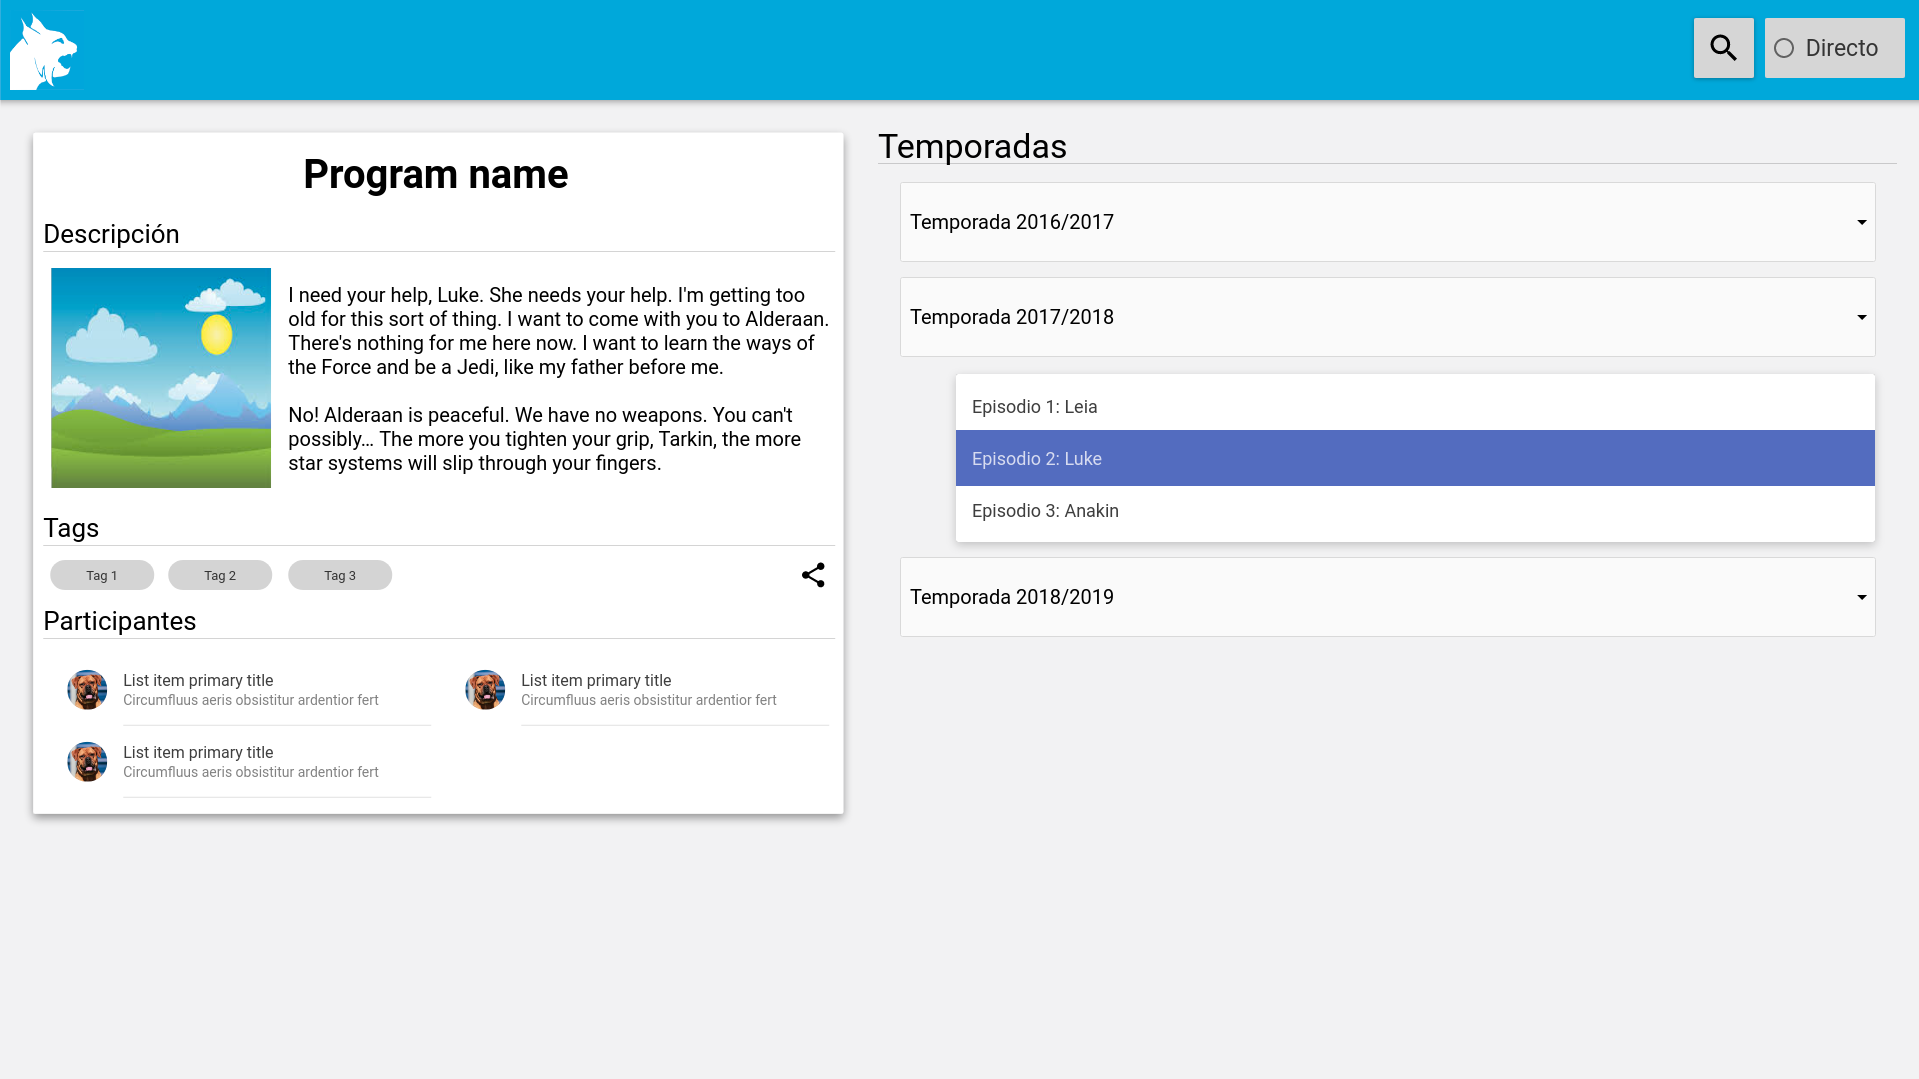 Directo
Program name
Descripción
I need your help, Luke. She needs your help. I'm getting too
old for this sort of thing. I want to come with you to Alderaan.
There's nothing for me here now. I want to learn the ways of
the Force and be a Jedi, like my father before me.
No! Alderaan is peaceful. We have no weapons. You can't
possibly… The more you tighten your grip, Tarkin, the more
star systems will slip through your fingers.
Tags
Tag 1
Tag 2
Tag 3
Participantes
List item primary title
Circumfluus aeris obsistitur ardentior fert
List item primary title
Circumfluus aeris obsistitur ardentior fert
List item primary title
Circumfluus aeris obsistitur ardentior fert
Temporadas
Temporada 2016/2017
Temporada 2017/2018
Episodio 1: Leia
Episodio 2: Luke
Episodio 3: Anakin
Temporada 2018/2019